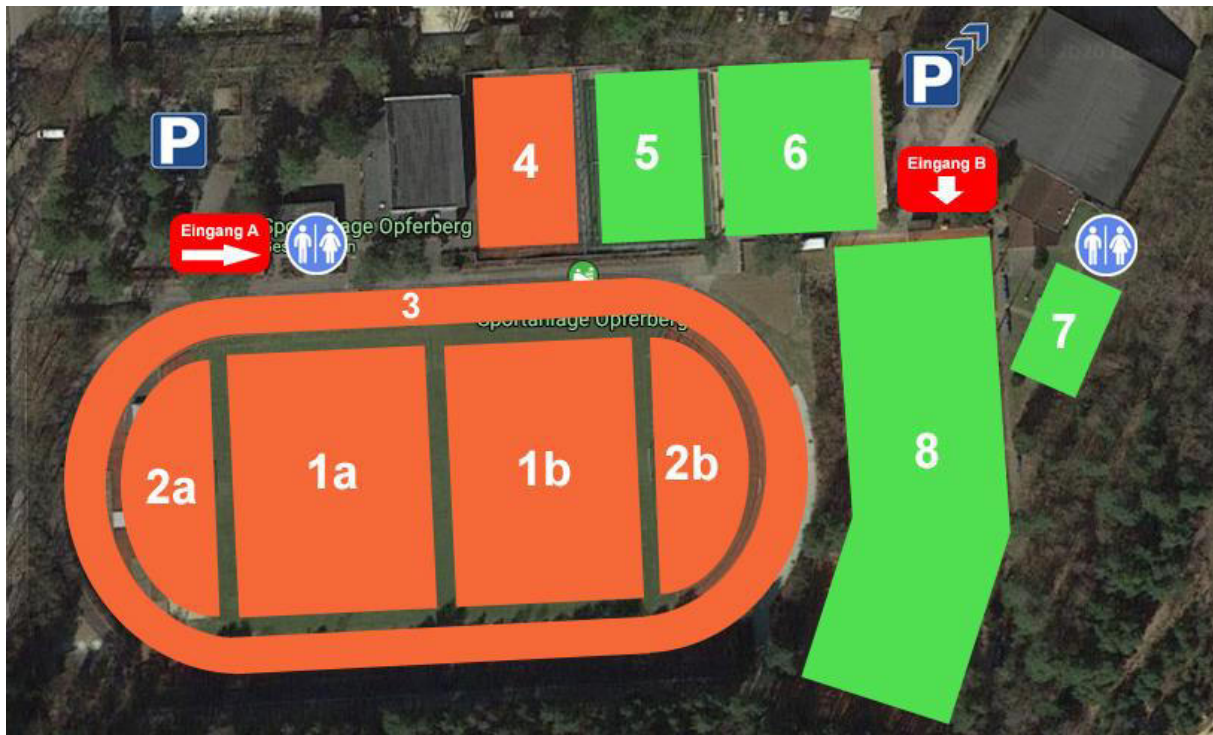 P
P
4
5
6
Eingang B
Eingang A
Sportanlage Opferberg
3
Sportanlage Opferberg
7
8
2a
1a
1b
2b